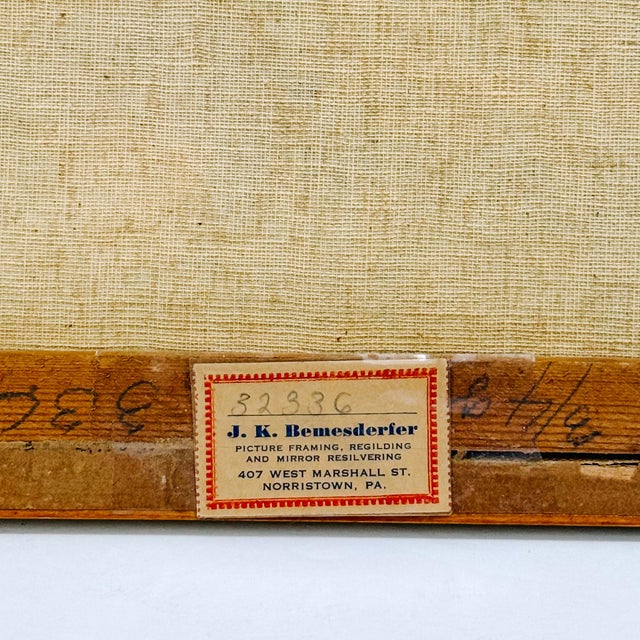 32336
J. K. Bemesderfer
PICTURE FRAMING, REGILDING
AND MIRROR RESILVERING
407 WEST MARSHALL ST.
NORRISTOWN, PA.